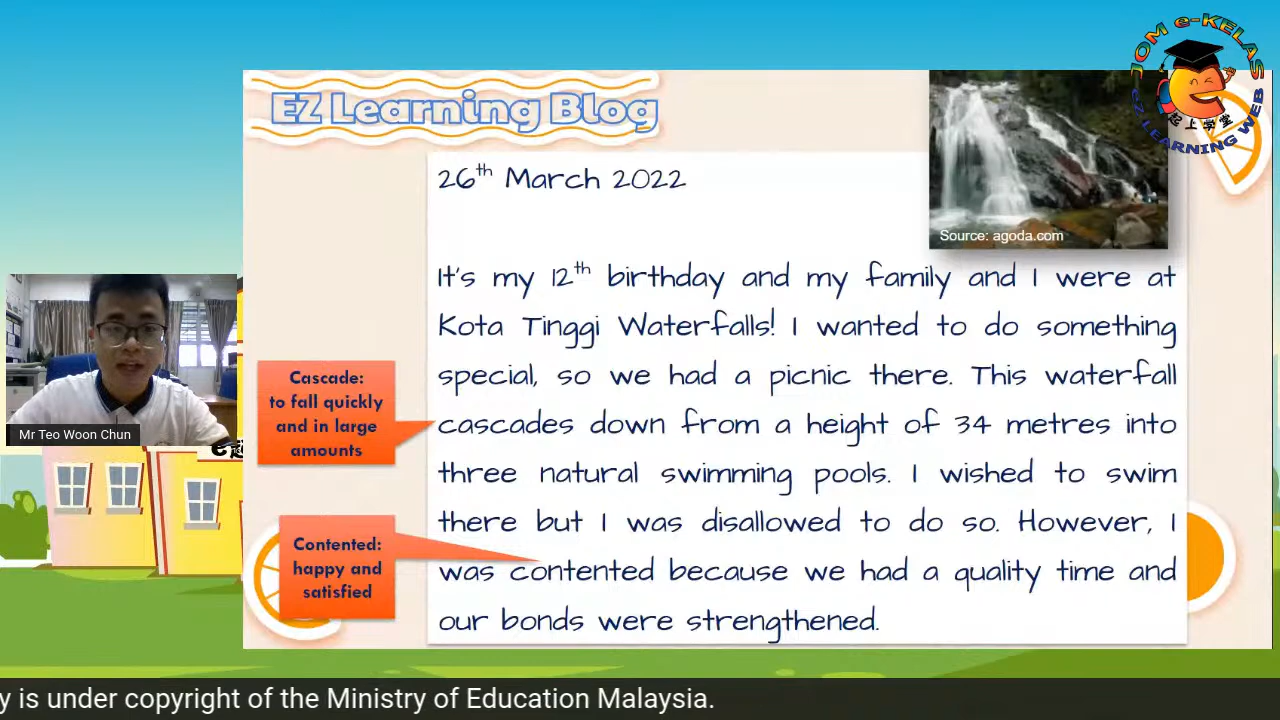 EZ Learning Blog
JOM e-KELAS
一起上学堂
EZ LEARNING WEB
26th March 2022
Source: agoda.com
It's my 12th birthday and my family and I were at
Kota Tinggi Waterfalls! I wanted to do something
special, so we had a picnic there. This waterfall
cascades down from a height of 34 metres into
three natural swimming pools. I wished to swim
there but I was disallowed to do so. However, I
was contented because we had a quality time and
our bonds were strengthened.
Cascade:
to fall quickly
and in large
amounts
Contented:
happy and
satisfied
Mr Teo Woon Chun
y is under copyright of the Ministry of Education Malaysia.